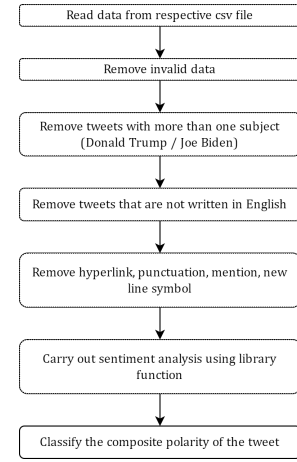 Read data from respective csv file
Remove invalid data
Remove tweets with more than one subject
(Donald Trump / Joe Biden)
Remove tweets that are not written in English
Remove hyperlink, punctuation, mention, new
line symbol
Carry out sentiment analysis using library
function
Classify the composite polarity of the tweet